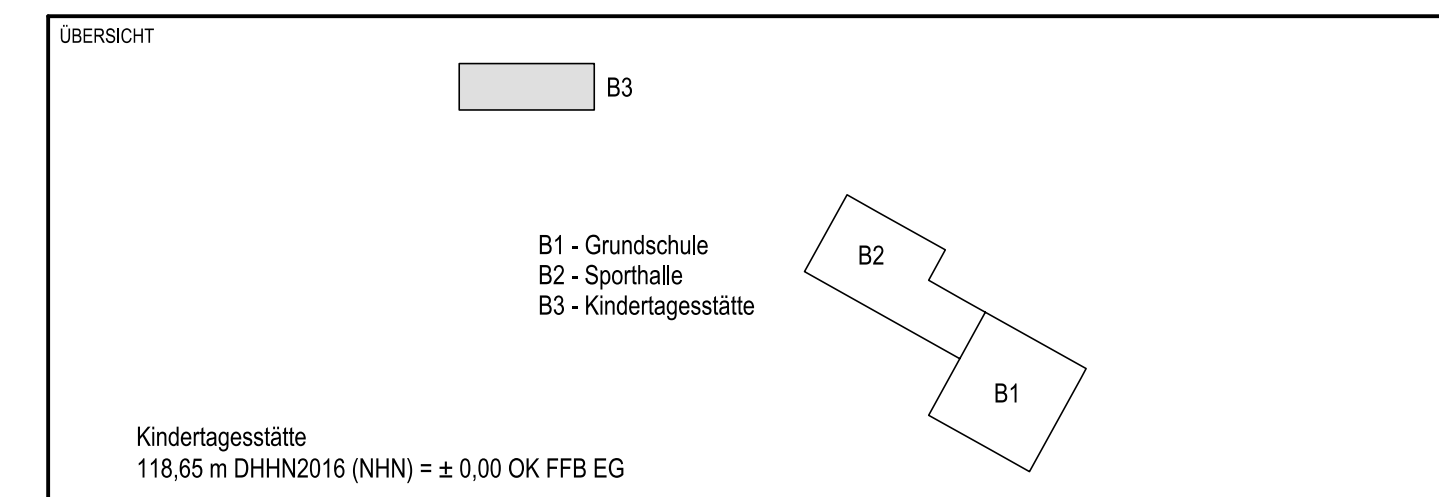 ÜBERSICHT
B3
B1 - Grundschule
B2 - Sporthalle
B3 - Kindertagesstätte
B2
B1
Kindertagesstätte
118,65 m DHHN2016 (NHN) = ± 0,00 OK FFB EG